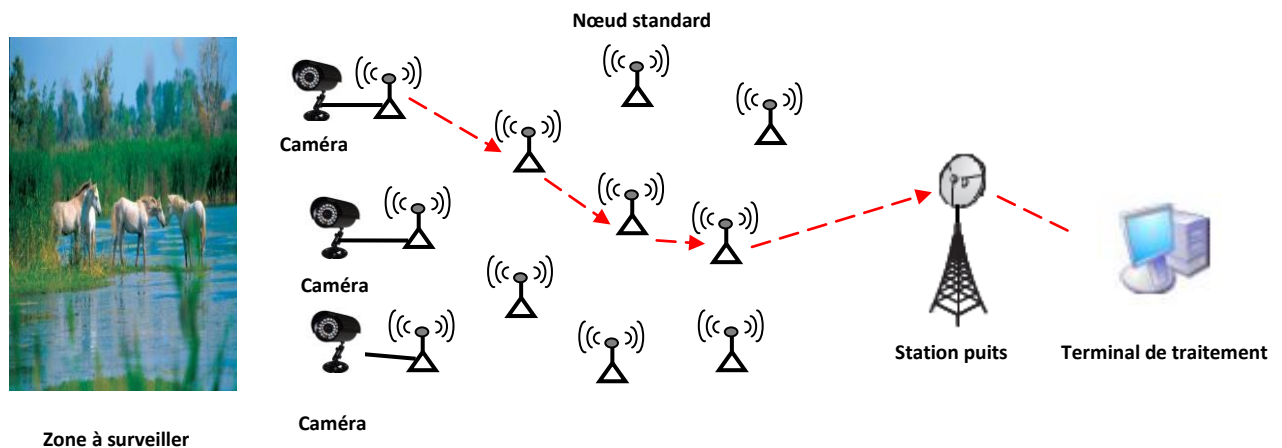 Nœud standard
Caméra
Caméra
Caméra
Station puits
Terminal de traitement
Zone à surveiller